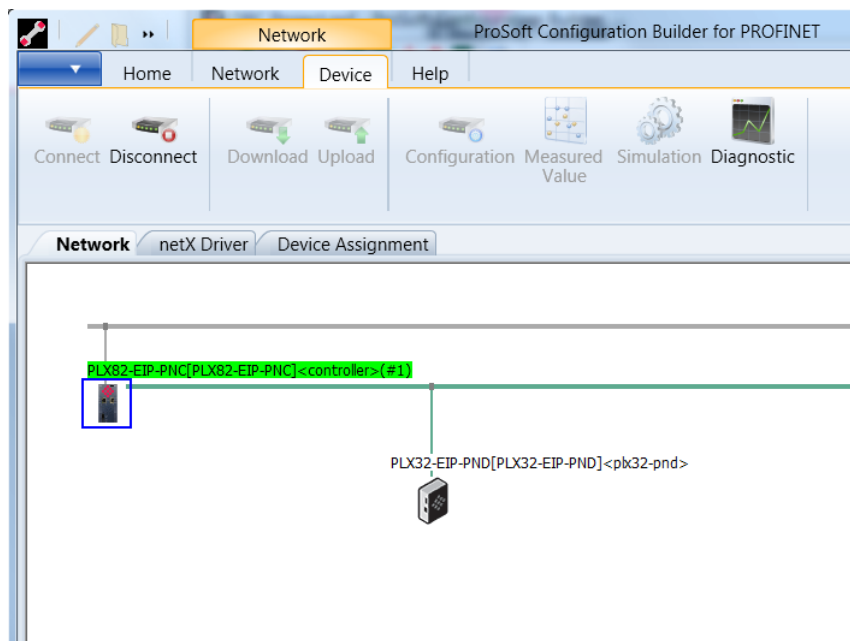 Network
ProSoft Configuration Builder for PROFINET
Home Network Device Help
Connect Disconnect Download Upload Configuration Measured Value Simulation Diagnostic
Network netX Driver Device Assignment
PLX82-EIP-PNC[PLX82-EIP-PNC]<controller>(#1)
PLX32-EIP-PND[PLX32-EIP-PND]<plx32-pnd>